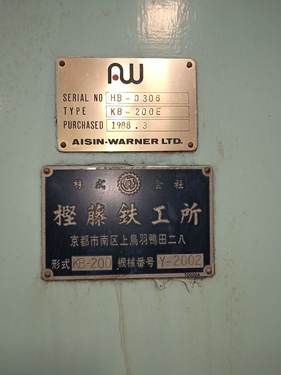 AW
SERIAL NO HB-0306
TYPE KB-200E
PURCHASED 1988.3
AISIN-WARNER LTD.
株式 会社
樫藤鉄工所
京都市南区上鳥羽鴨田二八
形式 KB-200 機械番号 Y-2002